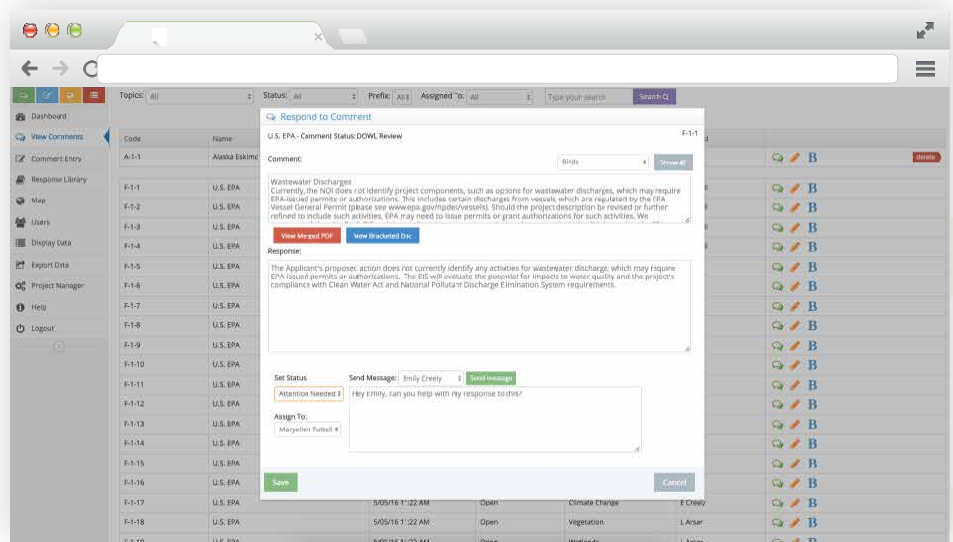 Topics: All Status: All Prefix: All Assigned To: All Type your search Search
Dashboard
View Comments
Comment Entry
Response Library
Map
Users
Display Data
Export Data
Project Manager
Help
Logout
Code Name
A-1-1 Alaska Eskimo B delete
F-1-1 U.S. EPA B
F-1-2 U.S. EPA B
F-1-3 U.S. EPA B
F-1-4 U.S. EPA B
F-1-5 U.S. EPA B
F-1-6 U.S. EPA B
F-1-7 U.S. EPA B
F-1-8 U.S. EPA B
F-1-9 U.S. EPA B
F-1-10 U.S. EPA B
F-1-11 U.S. EPA B
F-1-12 U.S. EPA B
F-1-13 U.S. EPA B
F-1-14 U.S. EPA B
F-1-15 U.S. EPA B
F-1-16 U.S. EPA B
F-1-17 U.S. EPA 5/05/16 11:22 AM Open Climate Change E Creely B
F-1-18 U.S. EPA 5/05/16 11:22 AM Open Vegetation L Arsan B
F-1-19 U.S. EPA 5/05/16 11:22 AM Open Wetlands L Arsan B
Respond to Comment
U.S. EPA - Comment Status: DOWL Review F-1-1
Comment: Birds Show All
Wastewater Discharges
Currently, the NOI does not identify project components, such as options for wastewater discharges, which may require
EPA-issued permits or authorizations. This includes certain discharges from vessels, which are regulated by the EPA
Vessel General Permit (please see www.epa.gov/npdes/vessels). Should the project description be revised or further
refined to include such activities, EPA may need to issue permits or grant authorizations for such activities. We
View Merged PDF View Bracketed Doc
Response:
The Applicant's proposed action does not currently identify any activities for wastewater discharge, which may require
EPA-issued permits or authorizations. The EIS will evaluate the potential for impacts to water quality and the project's
compliance with Clean Water Act and National Pollutant Discharge Elimination System requirements.
Set Status Send Message: Emily Creely Send message
Attention Needed Hey Emily, can you help with my response to this?
Assign To:
Maryellen Tuttell
Save Cancel